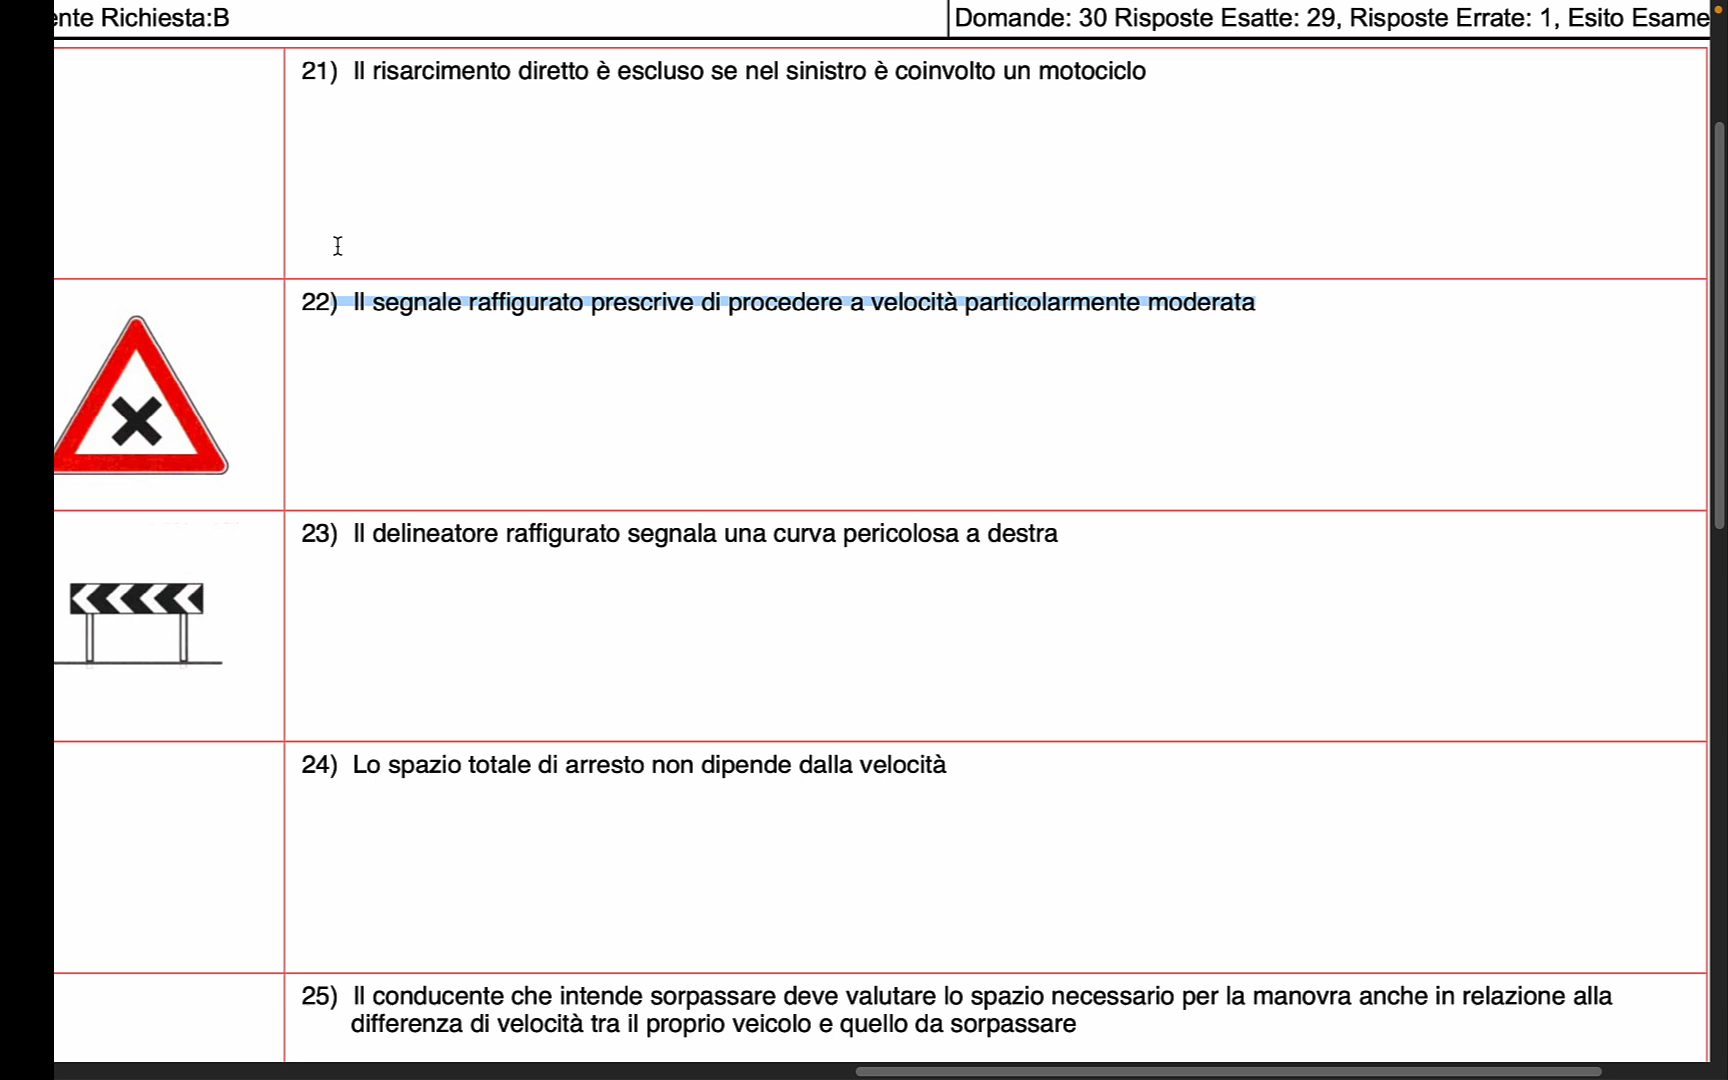 ente Richiesta:B
Domande: 30 Risposte Esatte: 29, Risposte Errate: 1, Esito Esame
21) Il risarcimento diretto è escluso se nel sinistro è coinvolto un motociclo
22) Il segnale raffigurato prescrive di procedere a velocità particolarmente moderata
23) Il delineatore raffigurato segnala una curva pericolosa a destra
24) Lo spazio totale di arresto non dipende dalla velocità
25) Il conducente che intende sorpassare deve valutare lo spazio necessario per la manovra anche in relazione alla
differenza di velocità tra il proprio veicolo e quello da sorpassare